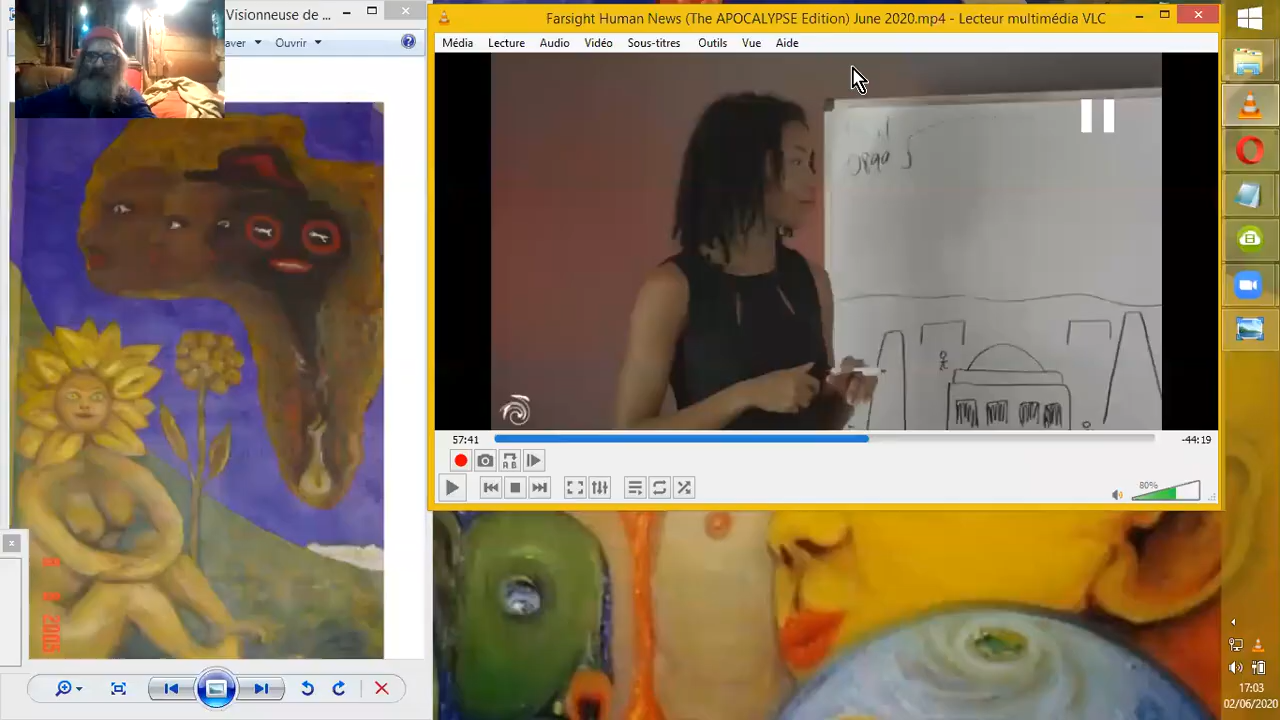 Visionneuse de ...
aver
Ouvrir
Farsight Human News (The APOCALYPSE Edition) June 2020.mp4 - Lecteur multimédia VLC
Média Lecture Audio Vidéo Sous-titres Outils Vue Aide
57:41
-44:19
80%
2005
17:03
02/06/2020